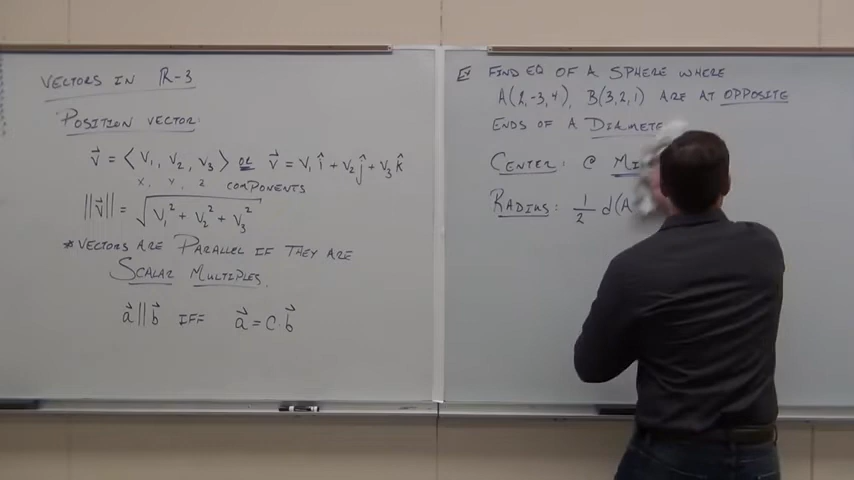 VECTORS IN R-3
POSITION VECTOR:
v⃗ = ⟨ V₁, V₂, V₃ ⟩ OR v⃗ = V₁ î + V₂ ĵ + V₃ k̂
X, Y, Z COMPONENTS
||v⃗|| = √(V₁² + V₂² + V₃²)
*VECTORS ARE PARALLEL IF THEY ARE
SCALAR MULTIPLES.
a⃗ || b⃗ IFF a⃗ = C · b⃗
EX FIND EQ OF A SPHERE WHERE
A(2,-3,4), B(3,2,1) ARE AT OPPOSITE
ENDS OF A DIAMETE
CENTER: @ MI
RADIUS: 1/2 d(A